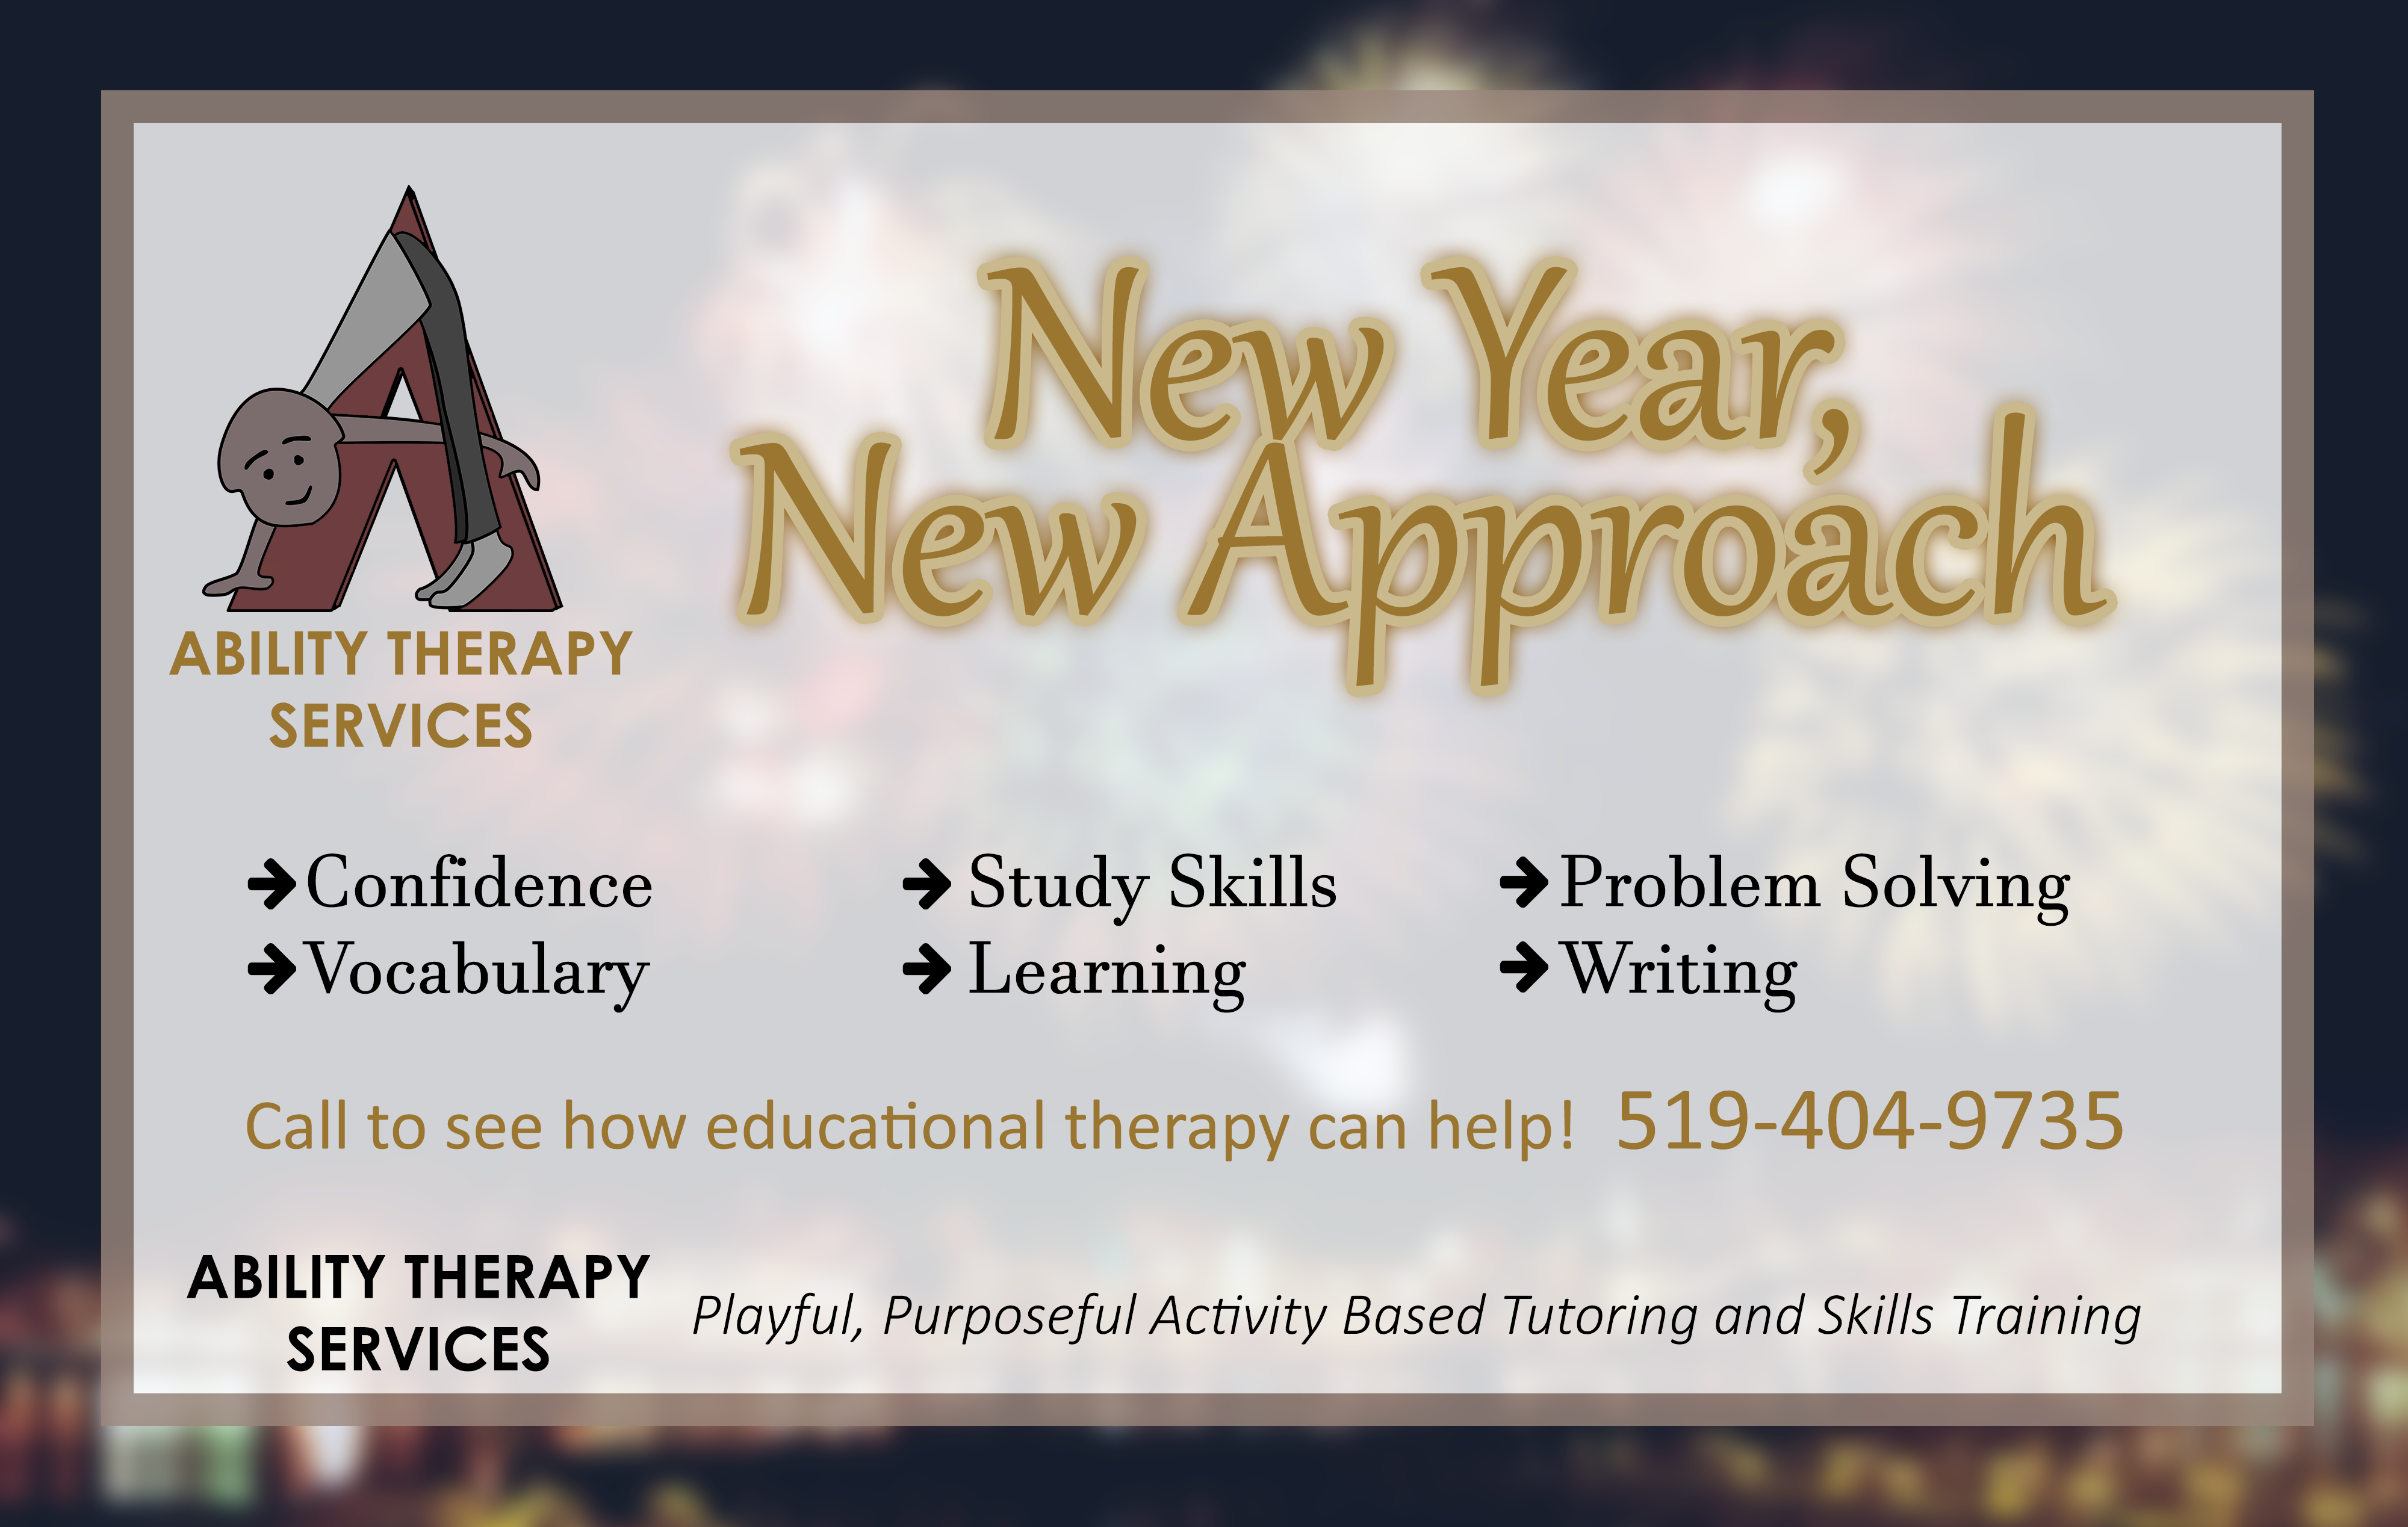 New Year,
New Approach
ABILITY THERAPY
SERVICES
➔ Confidence
➔ Vocabulary
➔ Study Skills
➔ Learning
➔ Problem Solving
➔ Writing
Call to see how educational therapy can help! 519-404-9735
ABILITY THERAPY
SERVICES
Playful, Purposeful Activity Based Tutoring and Skills Training